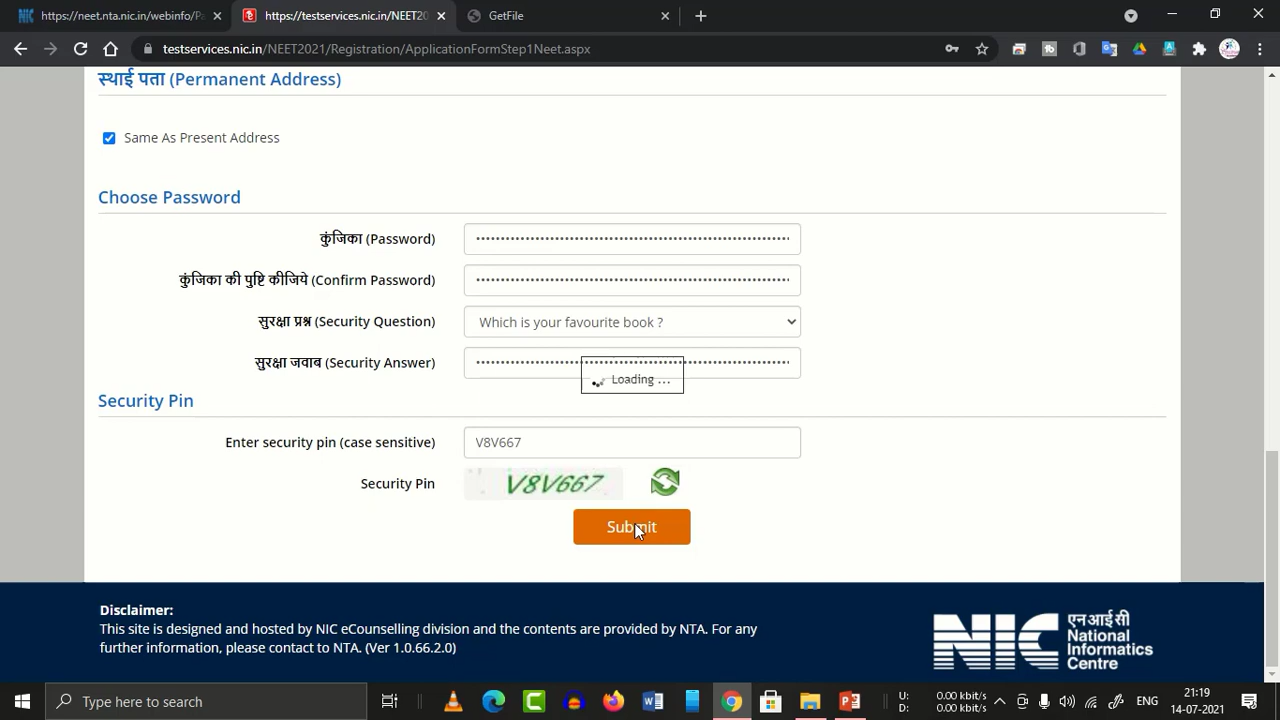 https://neet.nta.nic.in/webinfo/Pa
https://testservices.nic.in/NEET20
GetFile
testservices.nic.in/NEET2021/Registration/ApplicationFormStep1Neet.aspx
स्थाई पता (Permanent Address)
Same As Present Address
Choose Password
कुंजिका (Password)
कुंजिका की पुष्टि कीजिये (Confirm Password)
सुरक्षा प्रश्न (Security Question)
Which is your favourite book ?
सुरक्षा जवाब (Security Answer)
Loading ...
Security Pin
Enter security pin (case sensitive)
V8V667
Security Pin
V8V667
Submit
Disclaimer:
This site is designed and hosted by NIC eCounselling division and the contents are provided by NTA. For any
further information, please contact to NTA. (Ver 1.0.66.2.0)
NIC
एन आई सी
National
Informatics
Centre
Type here to search
U: 0.00 kbit/s
D: 0.00 kbit/s
ENG
21:19
14-07-2021